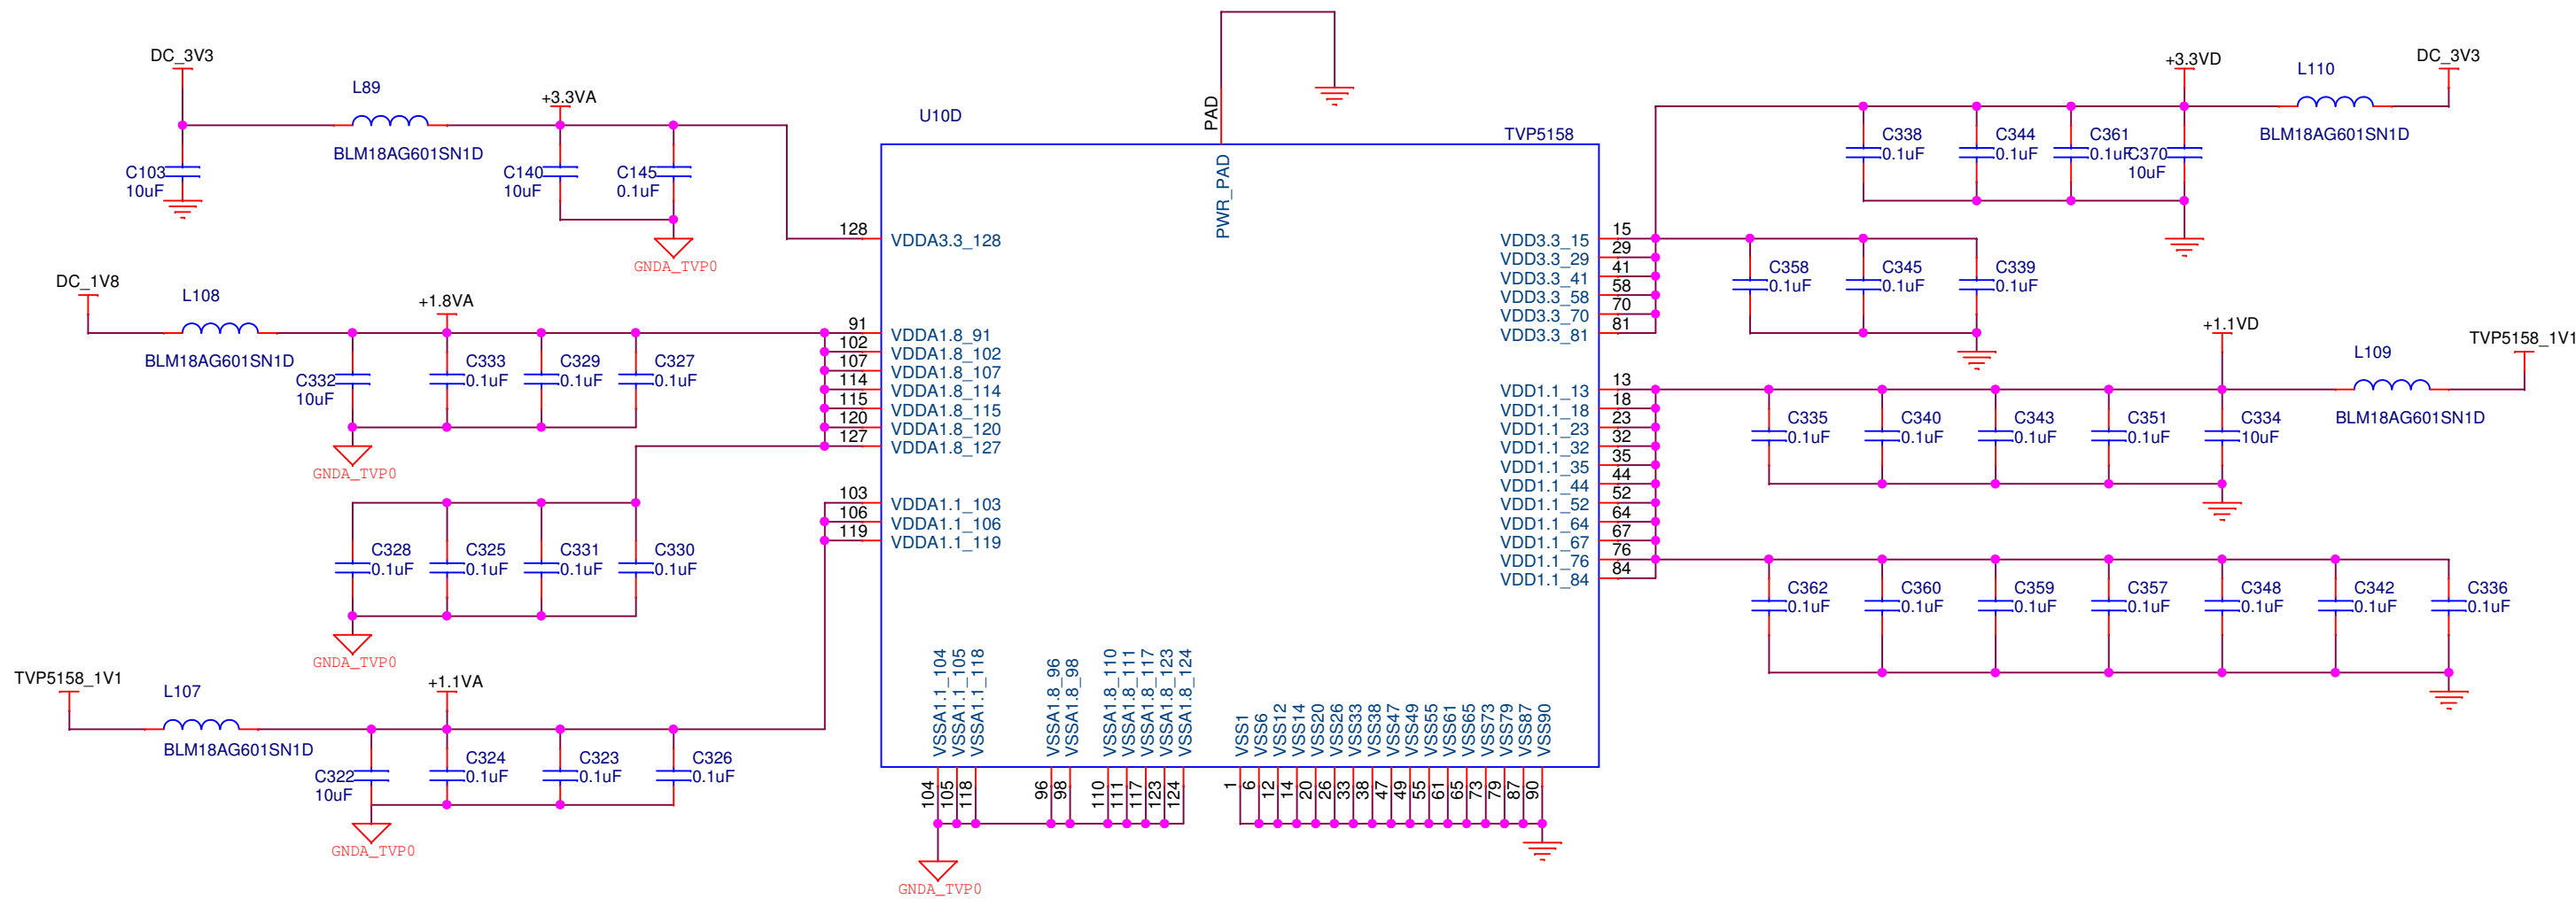 DC_3V3
L89
+3.3VA
BLM18AG601SN1D
C103
10uF
C140
10uF
C145
0.1uF
GNDA_TVP0
DC_1V8
L108
+1.8VA
BLM18AG601SN1D
C332
10uF
C333
0.1uF
C329
0.1uF
C327
0.1uF
GNDA_TVP0
C328
0.1uF
C325
0.1uF
C331
0.1uF
C330
0.1uF
GNDA_TVP0
TVP5158_1V1
L107
+1.1VA
BLM18AG601SN1D
C322
10uF
C324
0.1uF
C323
0.1uF
C326
0.1uF
GNDA_TVP0
U10D
TVP5158
PAD
PWR_PAD
128 VDDA3.3_128
91 VDDA1.8_91
102 VDDA1.8_102
107 VDDA1.8_107
114 VDDA1.8_114
115 VDDA1.8_115
120 VDDA1.8_120
127 VDDA1.8_127
103 VDDA1.1_103
106 VDDA1.1_106
119 VDDA1.1_119
VDD3.3_15 15
VDD3.3_29 29
VDD3.3_41 41
VDD3.3_58 58
VDD3.3_70 70
VDD3.3_81 81
VDD1.1_13 13
VDD1.1_18 18
VDD1.1_23 23
VDD1.1_32 32
VDD1.1_35 35
VDD1.1_44 44
VDD1.1_52 52
VDD1.1_64 64
VDD1.1_67 67
VDD1.1_76 76
VDD1.1_84 84
VSSA1.1_104 104
VSSA1.1_105 105
VSSA1.1_118 118
VSSA1.8_96 96
VSSA1.8_98 98
VSSA1.8_110 110
VSSA1.8_111 111
VSSA1.8_117 117
VSSA1.8_123 123
VSSA1.8_124 124
VSS1 1
VSS6 6
VSS12 12
VSS14 14
VSS20 20
VSS26 26
VSS33 33
VSS38 38
VSS47 47
VSS49 49
VSS55 55
VSS61 61
VSS65 65
VSS73 73
VSS79 79
VSS87 87
VSS90 90
GNDA_TVP0
+3.3VD
L110
DC_3V3
BLM18AG601SN1D
C338
0.1uF
C344
0.1uF
C361
0.1uF
C370
10uF
C358
0.1uF
C345
0.1uF
C339
0.1uF
+1.1VD
TVP5158_1V1
L109
BLM18AG601SN1D
C335
0.1uF
C340
0.1uF
C343
0.1uF
C351
0.1uF
C334
10uF
C362
0.1uF
C360
0.1uF
C359
0.1uF
C357
0.1uF
C348
0.1uF
C342
0.1uF
C336
0.1uF